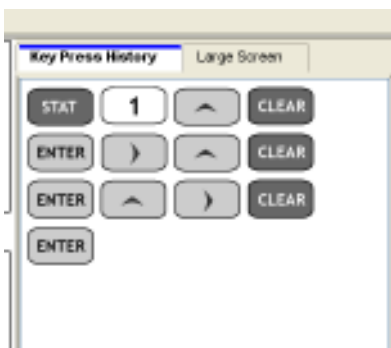 Key Press History Large Screen
STAT 1 CLEAR
ENTER ) CLEAR
ENTER ) CLEAR
ENTER